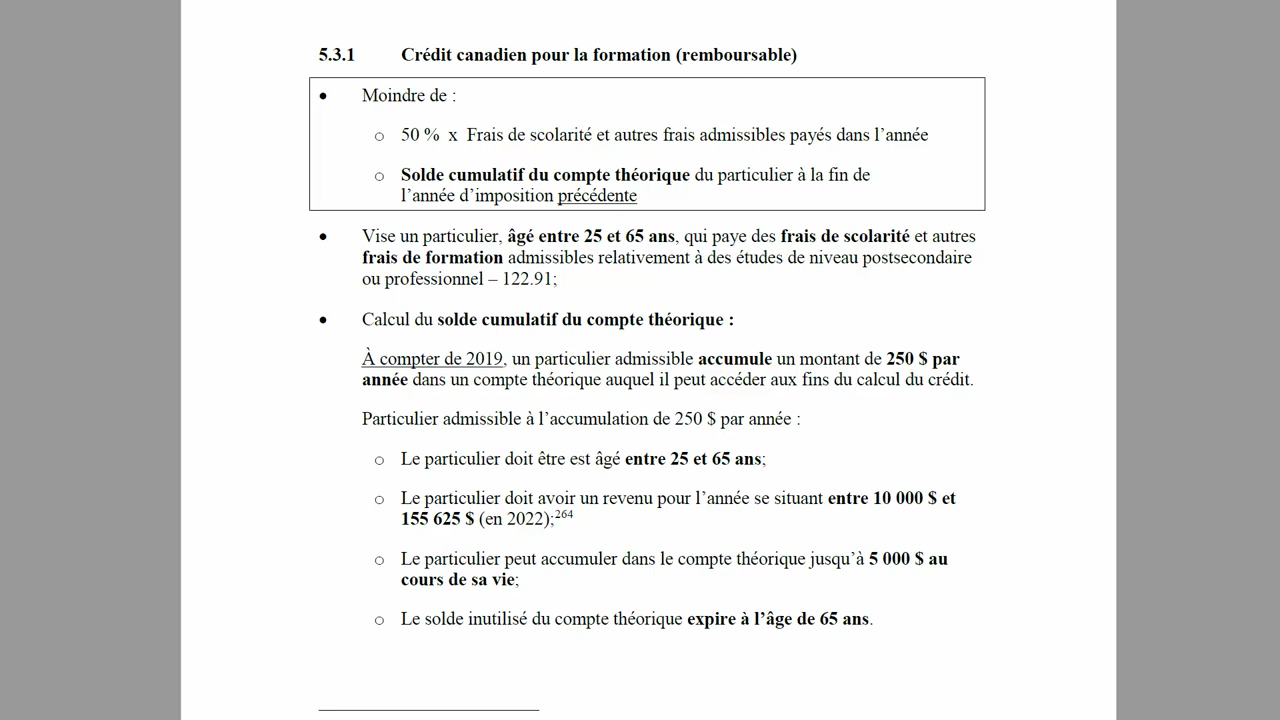 5.3.1 Crédit canadien pour la formation (remboursable)
• Moindre de :
○ 50 % x Frais de scolarité et autres frais admissibles payés dans l’année
○ Solde cumulatif du compte théorique du particulier à la fin de
l’année d’imposition précédente
• Vise un particulier, âgé entre 25 et 65 ans, qui paye des frais de scolarité et autres
frais de formation admissibles relativement à des études de niveau postsecondaire
ou professionnel – 122.91;
• Calcul du solde cumulatif du compte théorique :
À compter de 2019, un particulier admissible accumule un montant de 250 $ par
année dans un compte théorique auquel il peut accéder aux fins du calcul du crédit.
Particulier admissible à l’accumulation de 250 $ par année :
○ Le particulier doit être est âgé entre 25 et 65 ans;
○ Le particulier doit avoir un revenu pour l’année se situant entre 10 000 $ et
155 625 $ (en 2022);264
○ Le particulier peut accumuler dans le compte théorique jusqu’à 5 000 $ au
cours de sa vie;
○ Le solde inutilisé du compte théorique expire à l’âge de 65 ans.